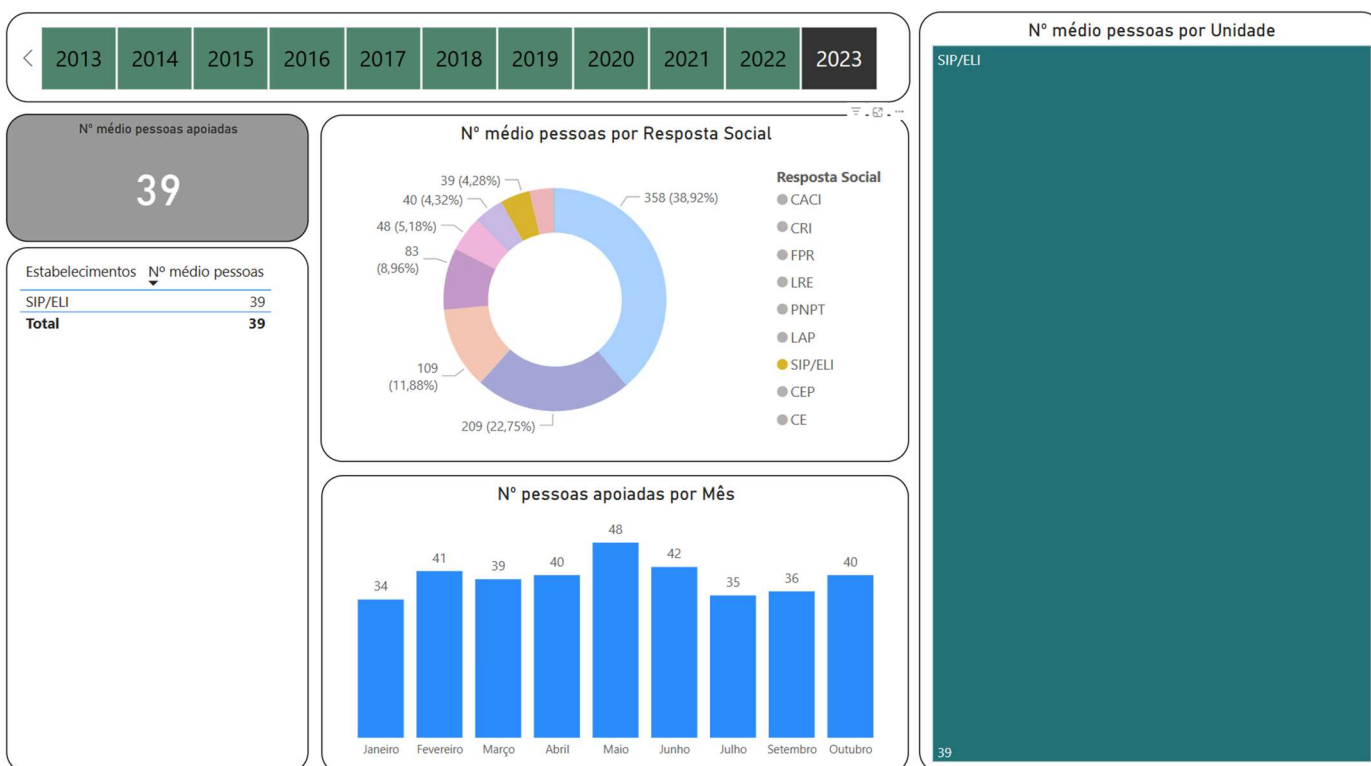 2013 2014 2015 2016 2017 2018 2019 2020 2021 2022 2023
Nº médio pessoas apoiadas
39
Estabelecimentos Nº médio pessoas
SIP/ELI 39
Total 39
Nº médio pessoas por Resposta Social
39 (4,28%)
40 (4,32%)
48 (5,18%)
83
(8,96%)
109
(11,88%)
209 (22,75%)
358 (38,92%)
Resposta Social
CACI
CRI
FPR
LRE
PNPT
LAP
SIP/ELI
CEP
CE
Nº pessoas apoiadas por Mês
34 41 39 40 48 42 35 36 40
Janeiro Fevereiro Março Abril Maio Junho Julho Setembro Outubro
Nº médio pessoas por Unidade
SIP/ELI
39